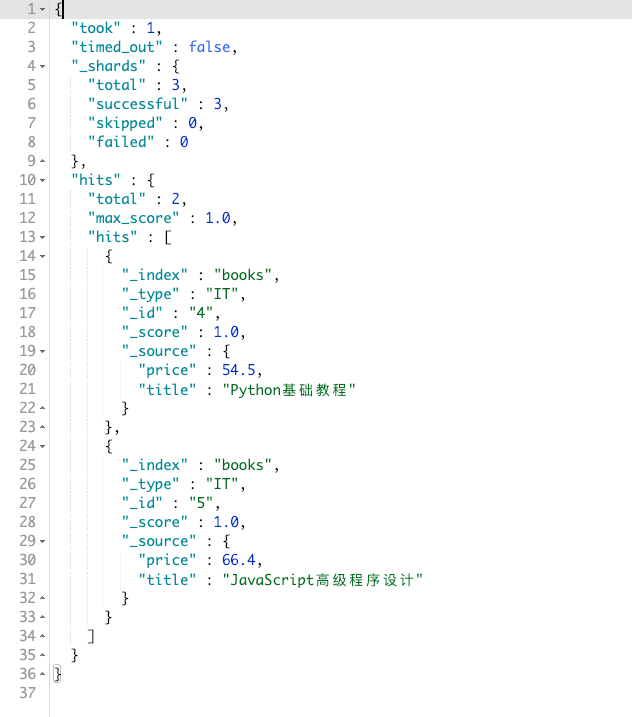 1 {
2   "took" : 1,
3   "timed_out" : false,
4   "_shards" : {
5     "total" : 3,
6     "successful" : 3,
7     "skipped" : 0,
8     "failed" : 0
9   },
10   "hits" : {
11     "total" : 2,
12     "max_score" : 1.0,
13     "hits" : [
14       {
15         "_index" : "books",
16         "_type" : "IT",
17         "_id" : "4",
18         "_score" : 1.0,
19         "_source" : {
20           "price" : 54.5,
21           "title" : "Python基础教程"
22         }
23       },
24       {
25         "_index" : "books",
26         "_type" : "IT",
27         "_id" : "5",
28         "_score" : 1.0,
29         "_source" : {
30           "price" : 66.4,
31           "title" : "JavaScript高级程序设计"
32         }
33       }
34     ]
35   }
36 }
37